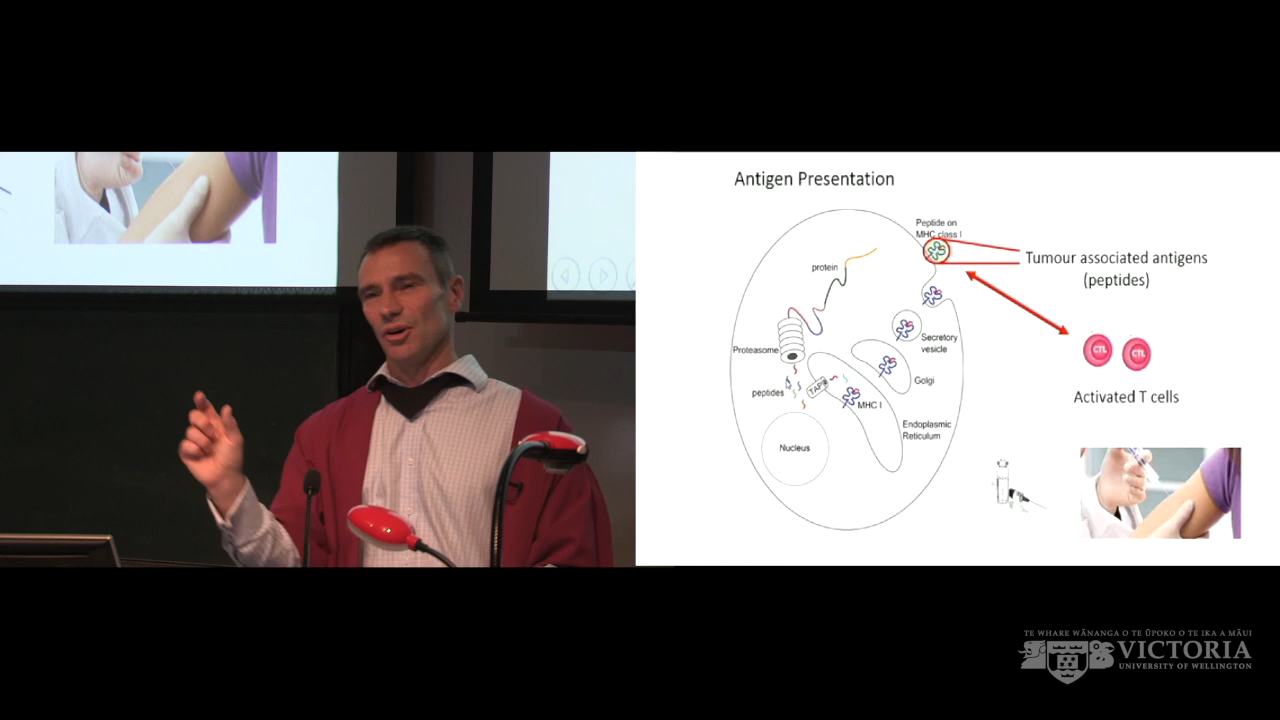 Antigen Presentation
Peptide on
MHC class I
protein
Tumour associated antigens
(peptides)
Proteasome
Secretory
vesicle
CTL
CTL
Golgi
TAP
peptides
MHC I
Activated T cells
Endoplasmic
Reticulum
Nucleus
TE WHARE WĀNANGA O TE ŪPOKO O TE IKA A MĀUI
VICTORIA
UNIVERSITY OF WELLINGTON